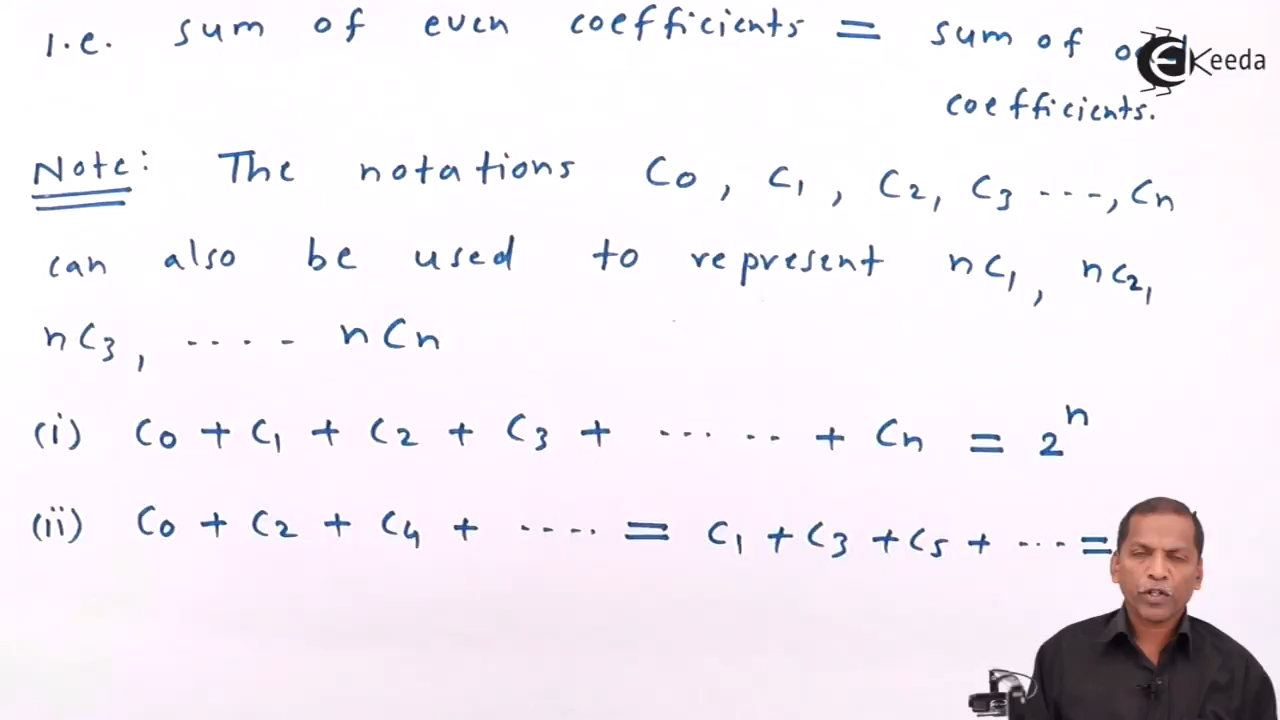 i.e. sum of even coefficients = sum of
Keeda
coefficients.
Note: The notations C0, C1, C2, C3 ---, Cn
can also be used to represent nC1, nC2,
nC3, ..... nCn
(i) C0 + C1 + C2 + C3 + ..... + Cn = 2^n
(ii) C0 + C2 + C4 + ..... = C1 + C3 + C5 + ... =